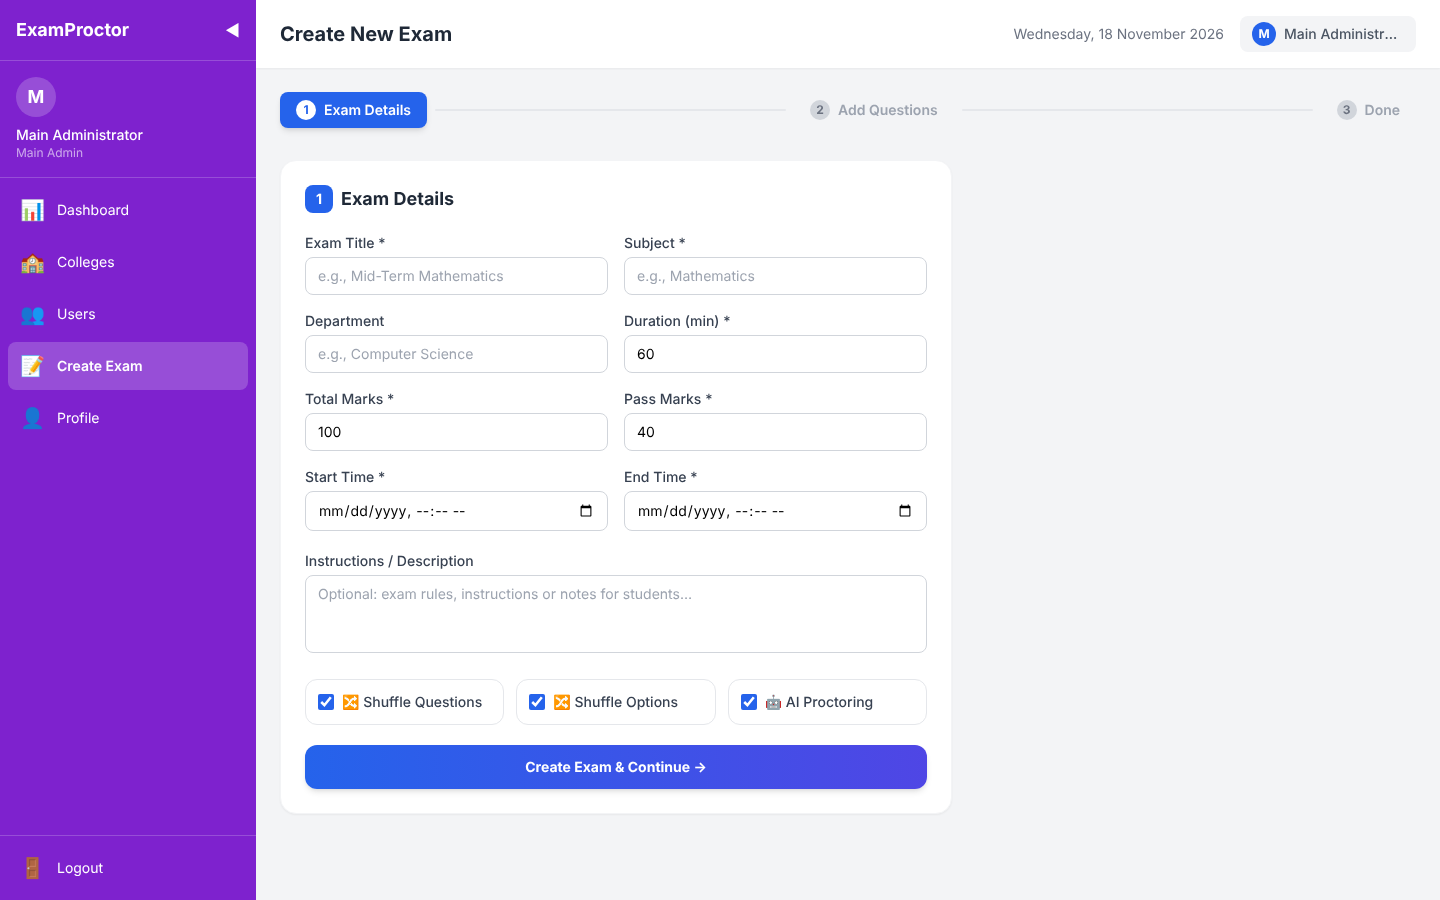 ExamProctor
M
Main Administrator
Main Admin
Dashboard
Colleges
Users
Create Exam
Profile
Logout
Create New Exam
Wednesday, 18 November 2026
M Main Administr...
1 Exam Details
2 Add Questions
3 Done
1 Exam Details
Exam Title *
Subject *
e.g., Mid-Term Mathematics
e.g., Mathematics
Department
Duration (min) *
e.g., Computer Science
60
Total Marks *
Pass Marks *
100
40
Start Time *
End Time *
mm/dd/yyyy, --:-- --
mm/dd/yyyy, --:-- --
Instructions / Description
Optional: exam rules, instructions or notes for students...
Shuffle Questions
Shuffle Options
AI Proctoring
Create Exam & Continue →